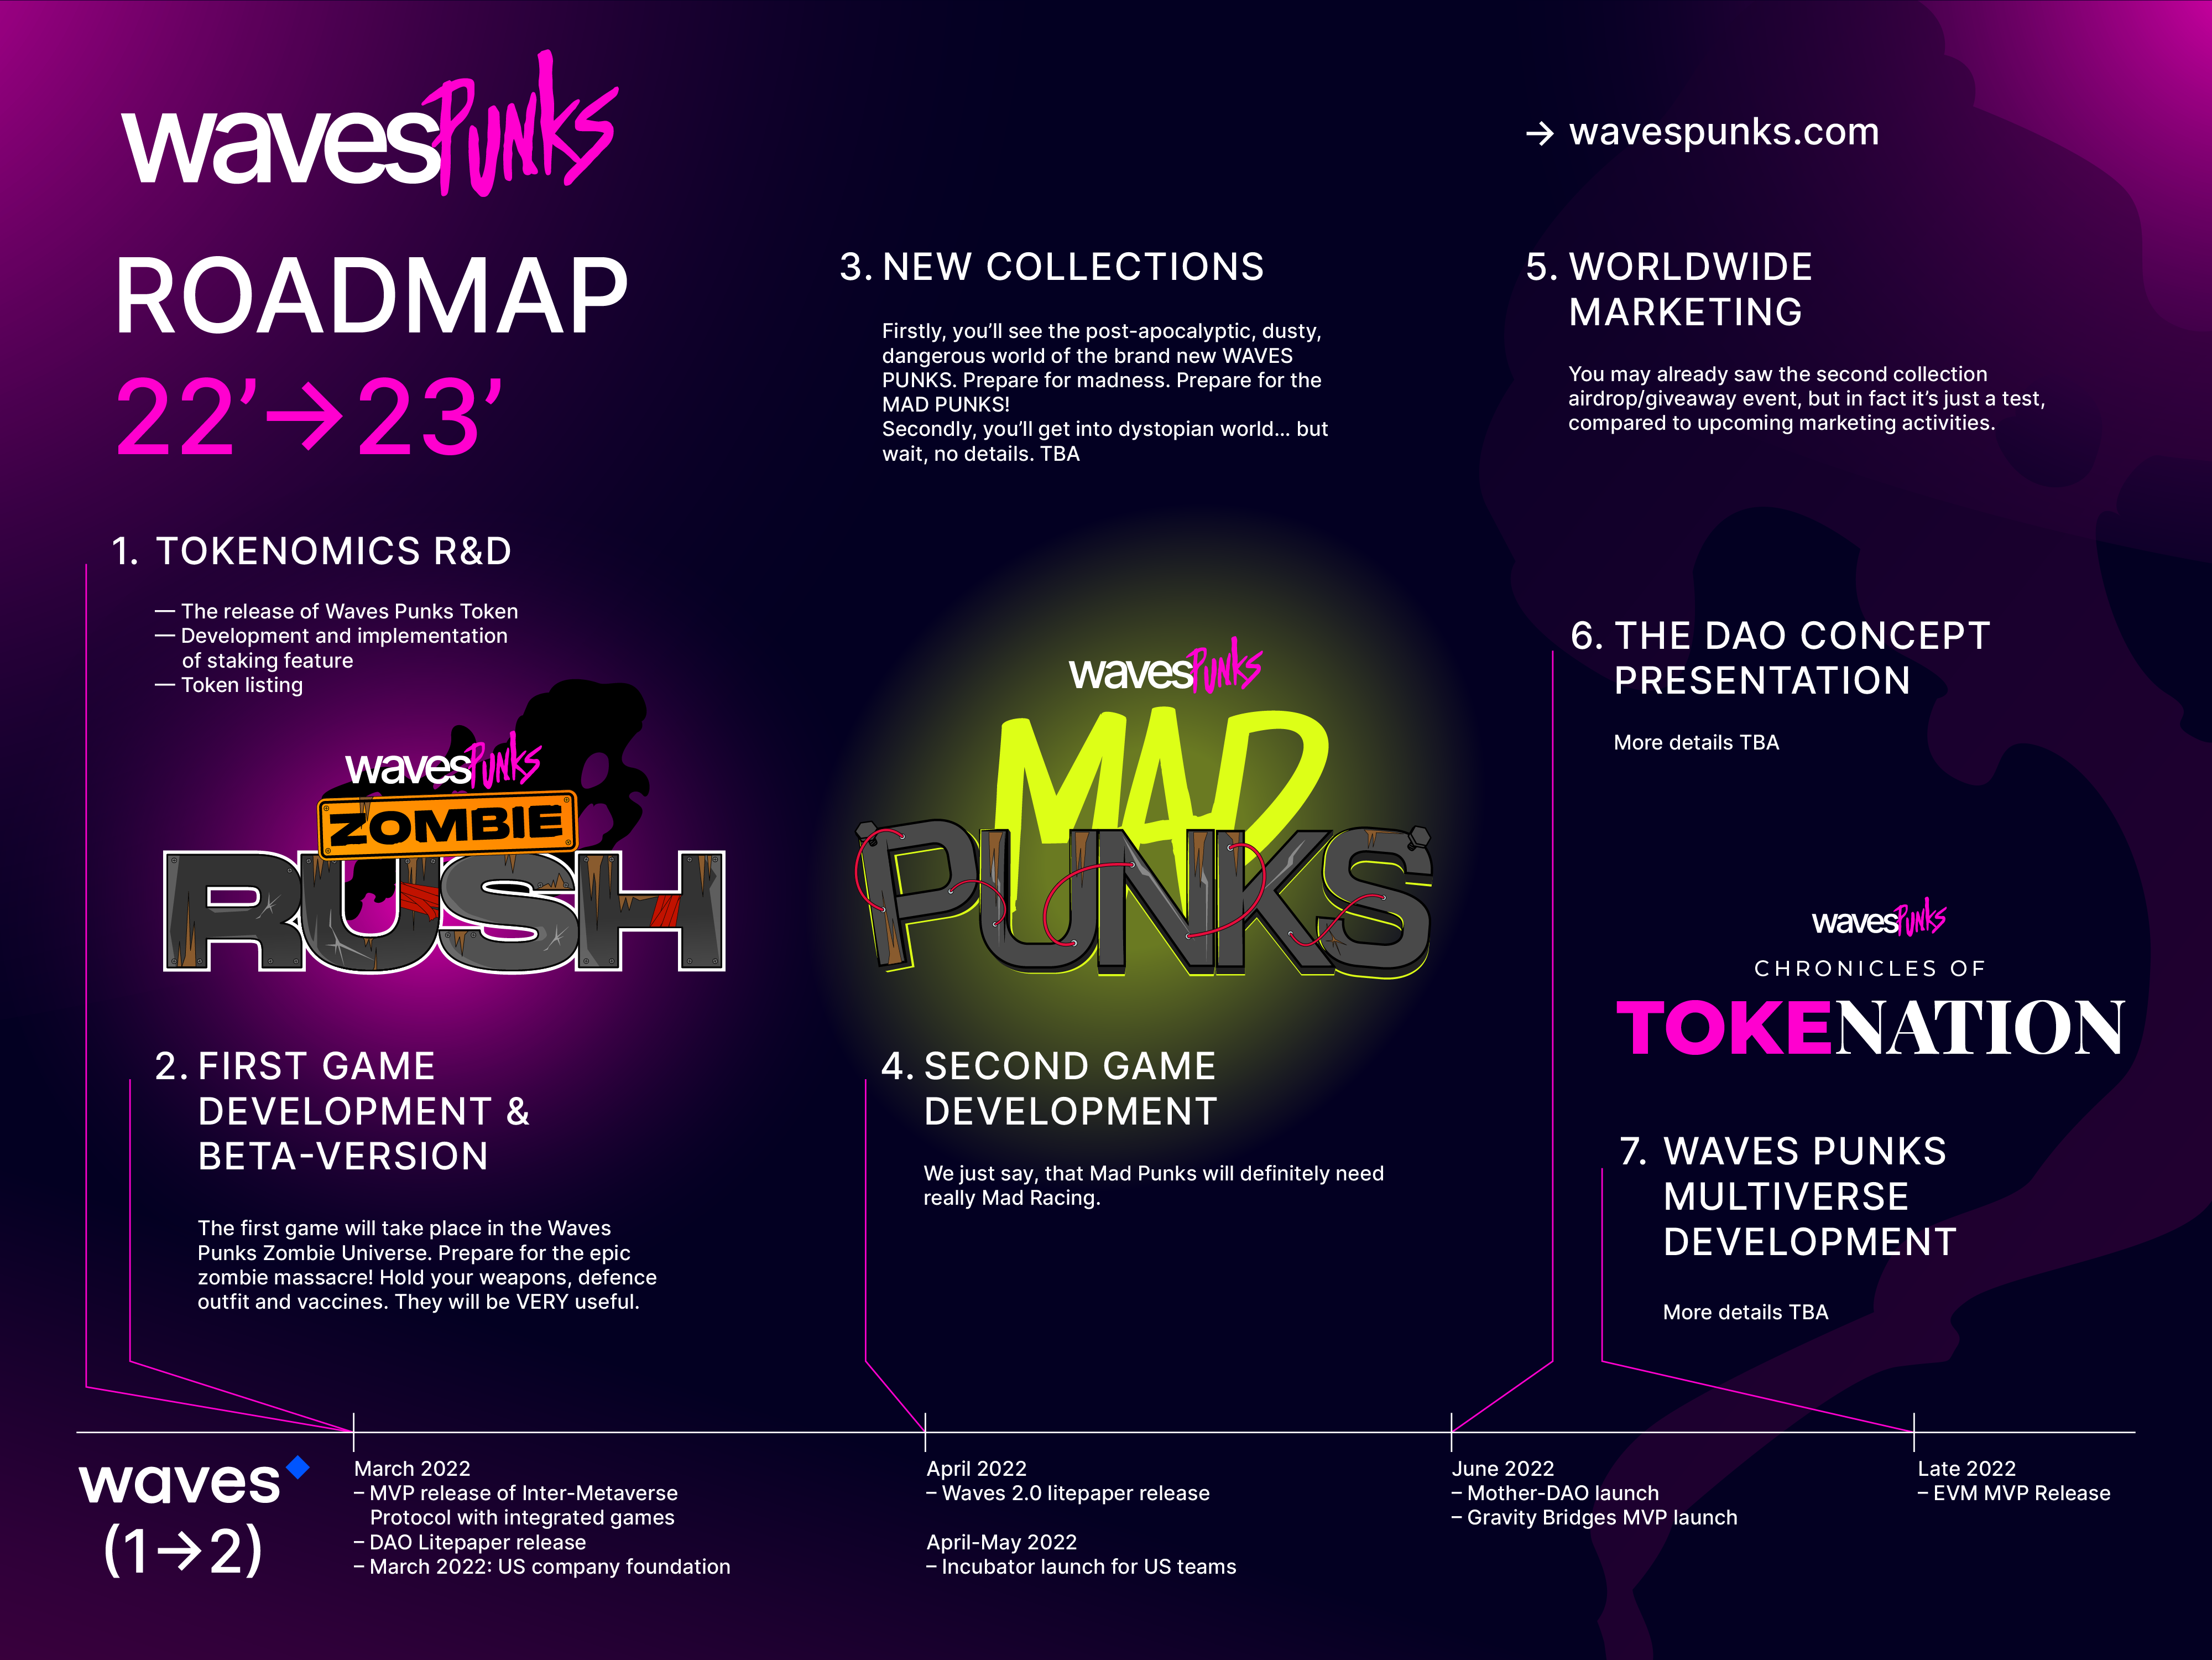 wavesPunks
→ wavespunks.com
ROADMAP
22’→23’
1. TOKENOMICS R&D
— The release of Waves Punks Token
— Development and implementation
of staking feature
— Token listing
wavesPunks
ZOMBIE
RUSH
2. FIRST GAME
DEVELOPMENT &
BETA-VERSION
The first game will take place in the Waves
Punks Zombie Universe. Prepare for the epic
zombie massacre! Hold your weapons, defence
outfit and vaccines. They will be VERY useful.
3. NEW COLLECTIONS
Firstly, you’ll see the post-apocalyptic, dusty,
dangerous world of the brand new WAVES
PUNKS. Prepare for madness. Prepare for the
MAD PUNKS!
Secondly, you’ll get into dystopian world... but
wait, no details. TBA
wavesPunks
MAD
PUNKS
4. SECOND GAME
DEVELOPMENT
We just say, that Mad Punks will definitely need
really Mad Racing.
5. WORLDWIDE
MARKETING
You may already saw the second collection
airdrop/giveaway event, but in fact it’s just a test,
compared to upcoming marketing activities.
6. THE DAO CONCEPT
PRESENTATION
More details TBA
wavesPunks
CHRONICLES OF
TOKENATION
7. WAVES PUNKS
MULTIVERSE
DEVELOPMENT
More details TBA
waves
(1→2)
March 2022
– MVP release of Inter-Metaverse
Protocol with integrated games
– DAO Litepaper release
– March 2022: US company foundation
April 2022
– Waves 2.0 litepaper release
April-May 2022
– Incubator launch for US teams
June 2022
– Mother-DAO launch
– Gravity Bridges MVP launch
Late 2022
– EVM MVP Release